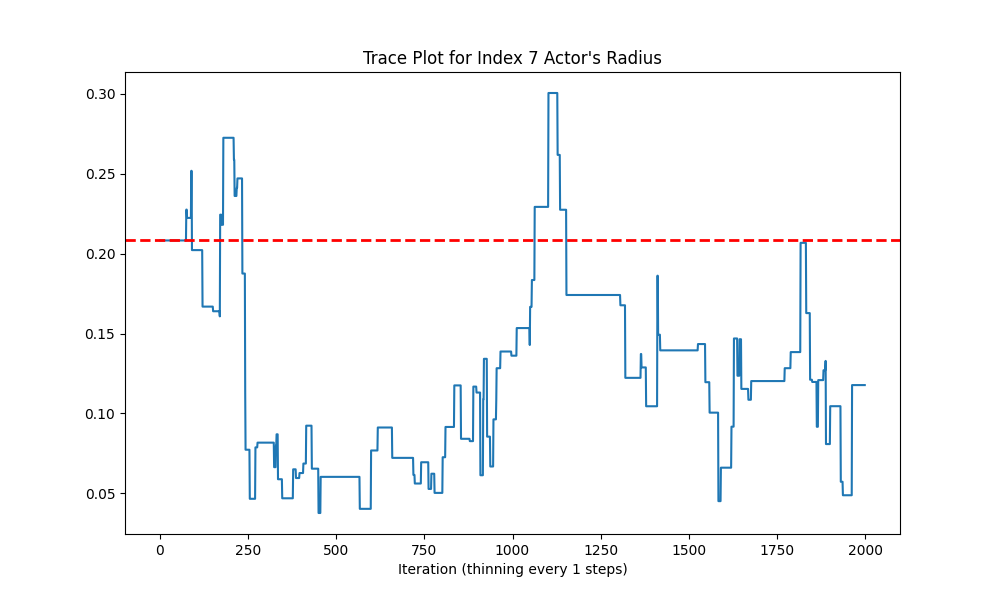 Trace Plot for Index 7 Actor's Radius
0.30
0.25
0.20
0.15
0.10
0.05
0 250 500 750 1000 1250 1500 1750 2000
Iteration (thinning every 1 steps)